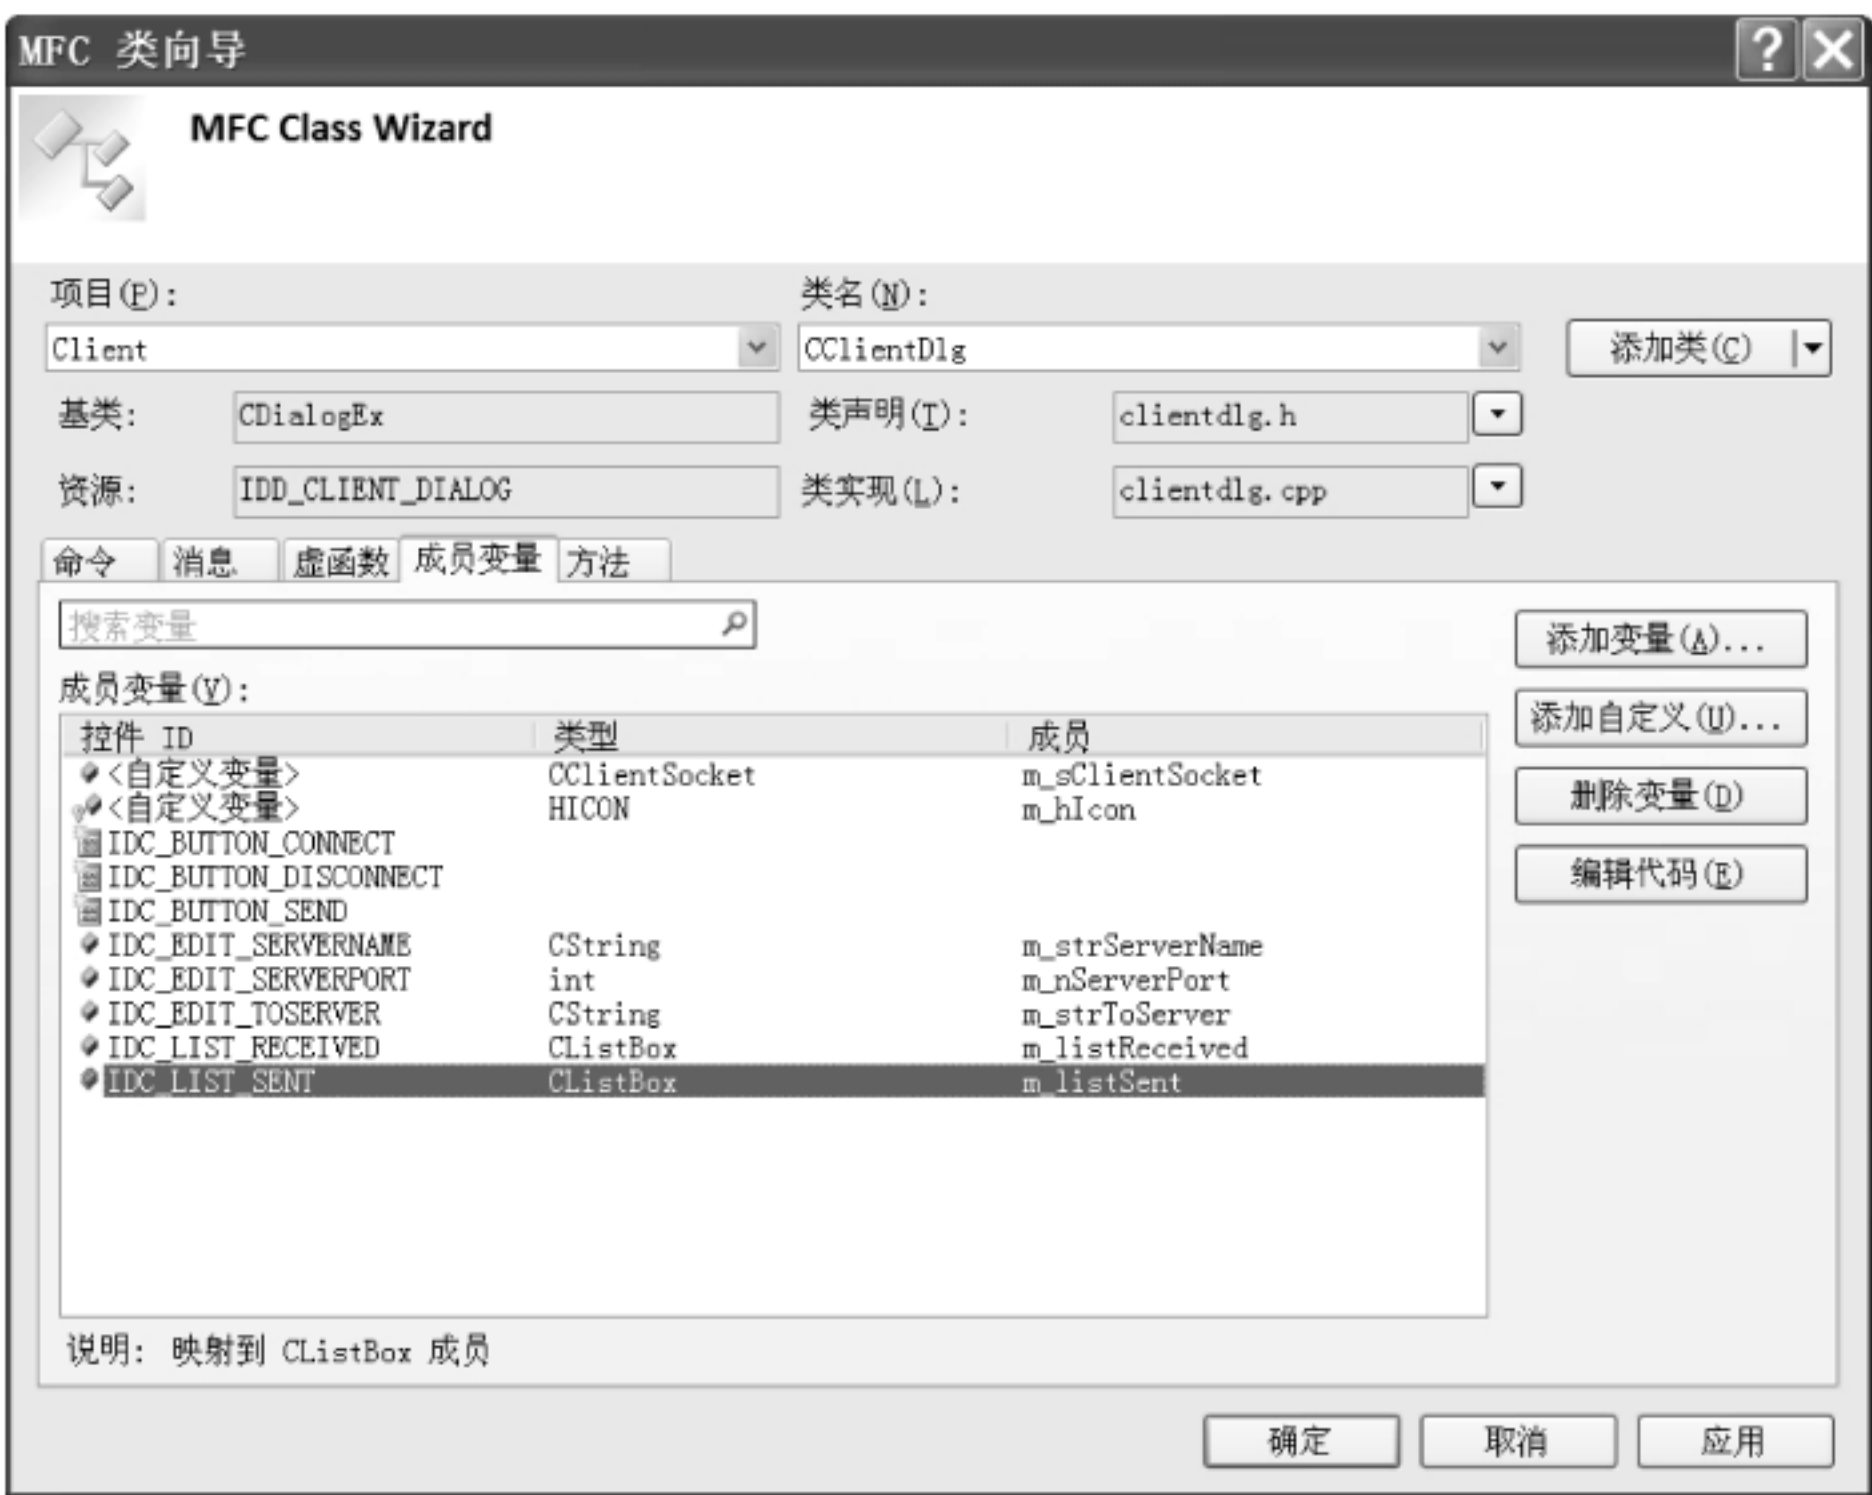 MFC 类向导
MFC Class Wizard
项目(P): 类名(N):
Client CClientDlg 添加类(C)
基类: CDialogEx 类声明(T): clientdlg.h
资源: IDD_CLIENT_DIALOG 类实现(L): clientdlg.cpp
命令 消息 虚函数 成员变量 方法
搜索变量 添加变量(A)...
成员变量(V): 添加自定义(U)...
控件 ID 类型 成员
<自定义变量> CClientSocket m_sClientSocket 删除变量(D)
<自定义变量> HICON m_hIcon
IDC_BUTTON_CONNECT
IDC_BUTTON_DISCONNECT 编辑代码(E)
IDC_BUTTON_SEND
IDC_EDIT_SERVERNAME CString m_strServerName
IDC_EDIT_SERVERPORT int m_nServerPort
IDC_EDIT_TOSERVER CString m_strToServer
IDC_LIST_RECEIVED CListBox m_listReceived
IDC_LIST_SENT CListBox m_listSent
说明: 映射到 CListBox 成员
确定 取消 应用